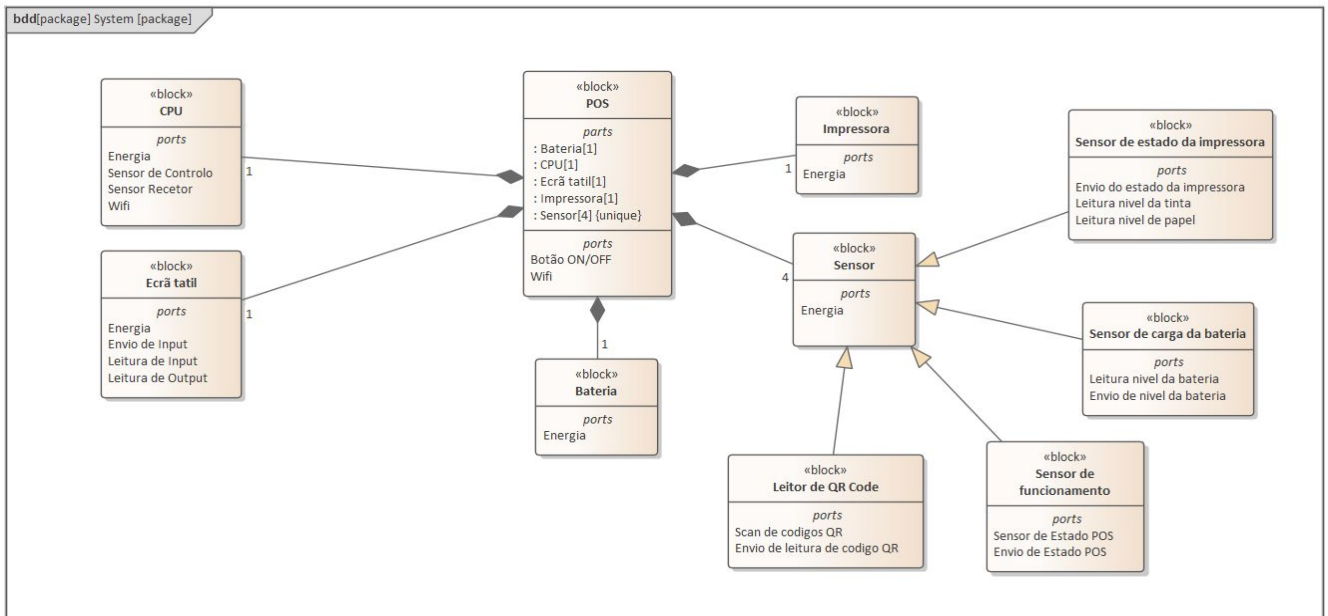 bdd[package] System [package]
«block»
CPU
ports
Energia
Sensor de Controlo
Sensor Recetor
Wifi
1
«block»
Ecrã tatil
ports
Energia
Envio de Input
Leitura de Input
Leitura de Output
1
«block»
POS
parts
: Bateria[1]
: CPU[1]
: Ecrã tatil[1]
: Impressora[1]
: Sensor[4] {unique}
ports
Botão ON/OFF
Wifi
1
«block»
Bateria
ports
Energia
«block»
Impressora
ports
Energia
1
«block»
Sensor
ports
Energia
4
«block»
Sensor de estado da impressora
ports
Envio do estado da impressora
Leitura nivel da tinta
Leitura nivel de papel
«block»
Sensor de carga da bateria
ports
Leitura nivel da bateria
Envio de nivel da bateria
«block»
Leitor de QR Code
ports
Scan de codigos QR
Envio de leitura de codigo QR
«block»
Sensor de
funcionamento
ports
Sensor de Estado POS
Envio de Estado POS